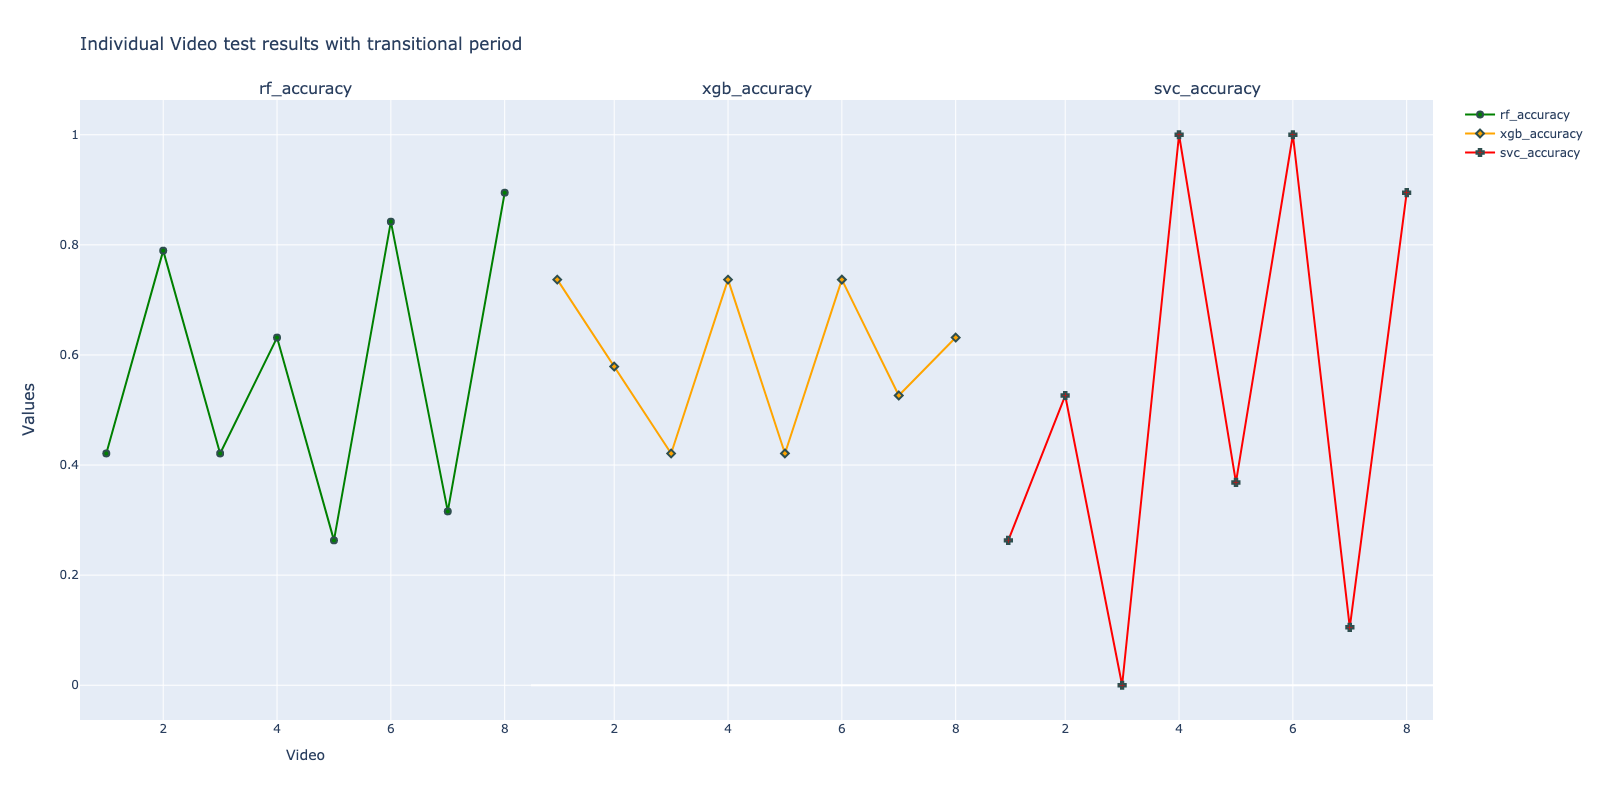 Individual Video test results with transitional period
rf_accuracy
xgb_accuracy
svc_accuracy
rf_accuracy
xgb_accuracy
svc_accuracy
1
0.8
0.6
0.4
0.2
0
Values
2 4 6 8
2 4 6 8
2 4 6 8
Video